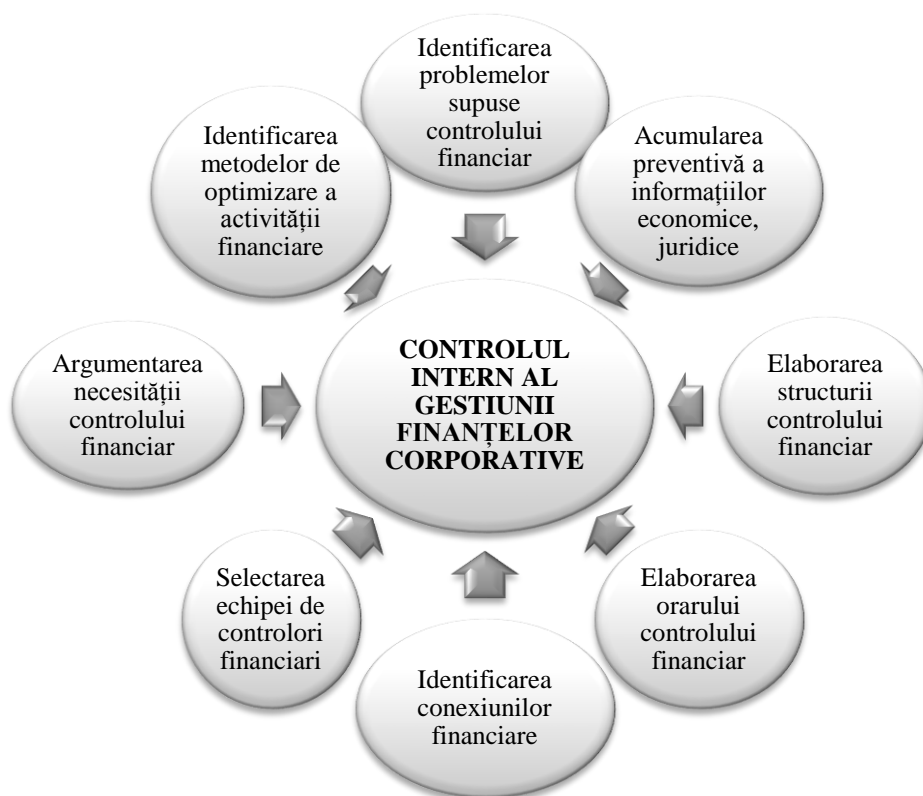 Identificarea
problemelor
supuse
controlului
financiar
Acumularea
preventivă a
informațiilor
economice,
juridice
Elaborarea
structurii
controlului
financiar
Elaborarea
orarului
controlului
financiar
Identificarea
conexiunilor
financiare
Selectarea
echipei de
controlori
financiari
Argumentarea
necesității
controlului
financiar
Identificarea
metodelor de
optimizare a
activității
financiare
CONTROLUL
INTERN AL
GESTIUNII
FINANȚELOR
CORPORATIVE